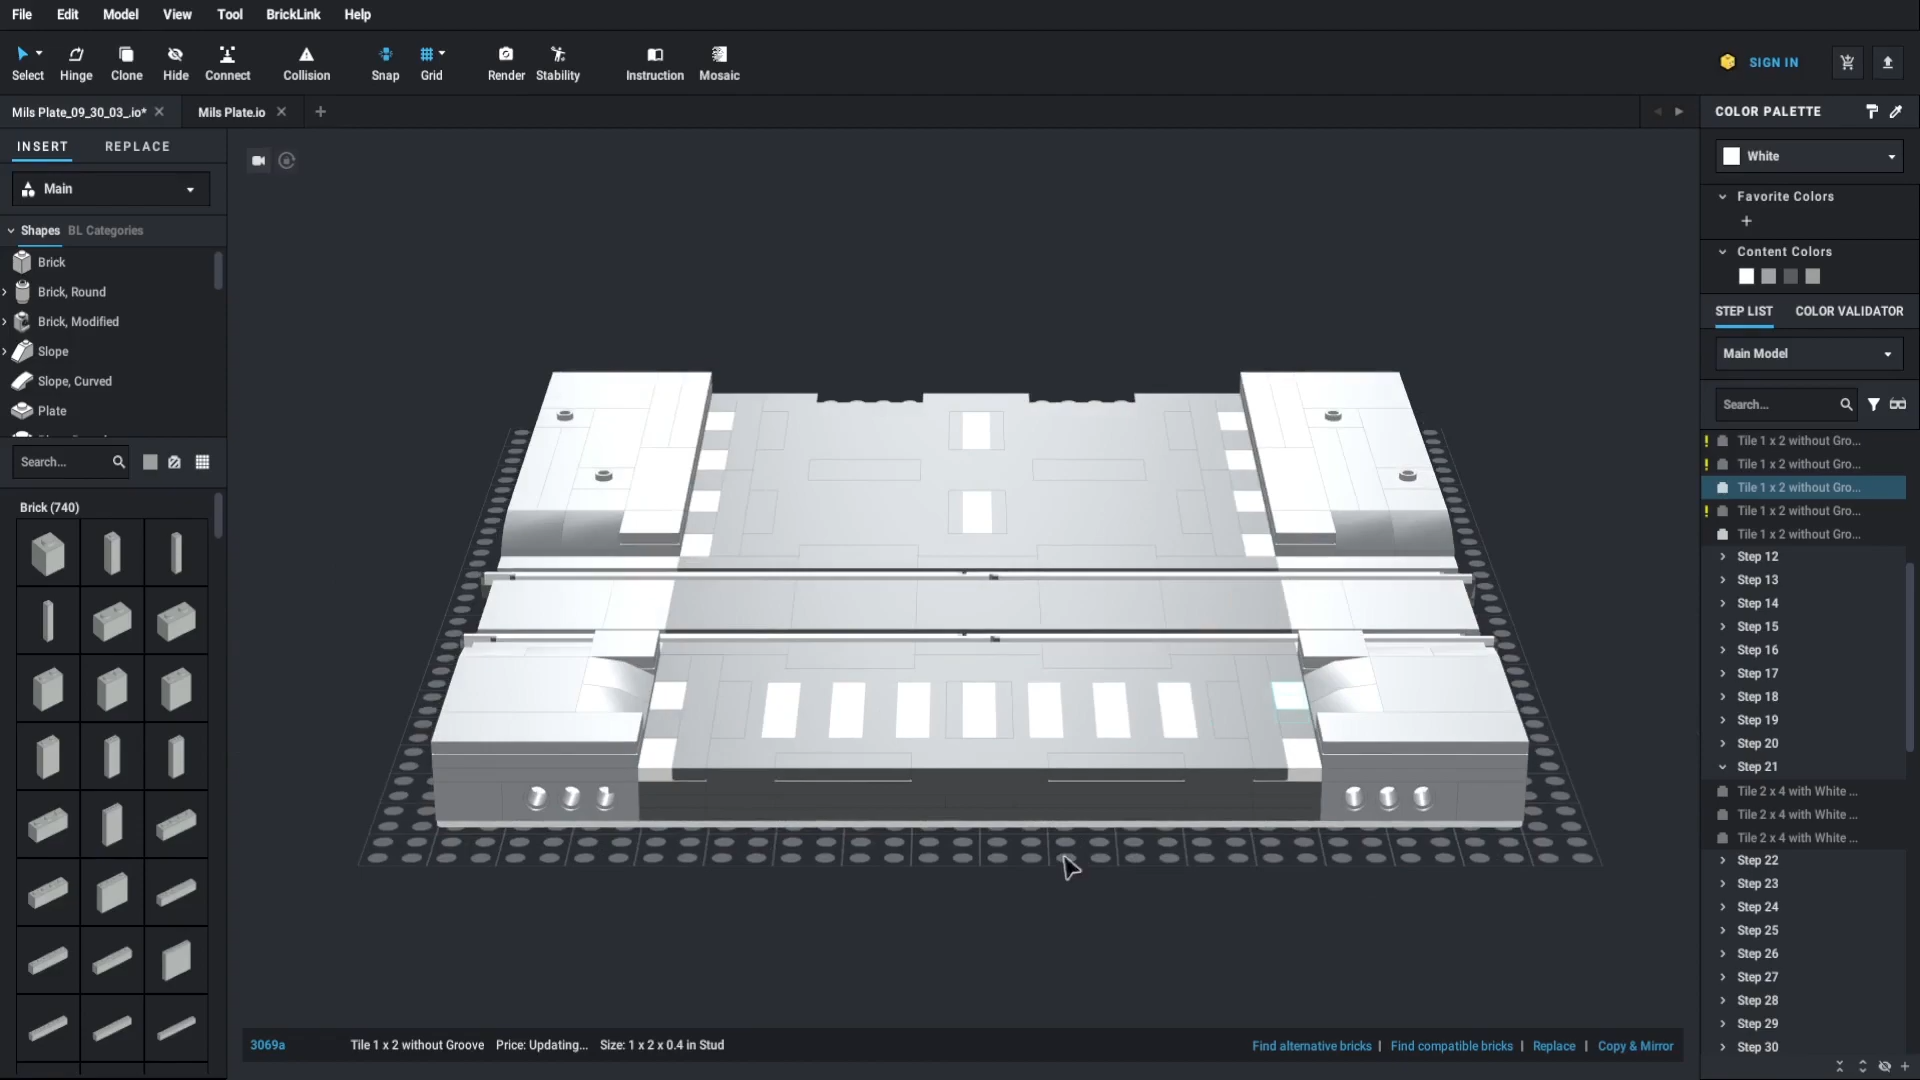 File Edit Model View Tool BrickLink Help
Select Hinge Clone Hide Connect Collision Snap Grid Render Stability Instruction Mosaic
SIGN IN
Mils Plate_09_30_03_.io* Mils Plate.io
INSERT REPLACE
Main
Shapes BL Categories
Brick
Brick, Round
Brick, Modified
Slope
Slope, Curved
Plate
Search...
Brick (740)
3069a Tile 1 x 2 without Groove Price: Updating... Size: 1 x 2 x 0.4 in Stud
Find alternative bricks | Find compatible bricks | Replace | Copy & Mirror
COLOR PALETTE
White
Favorite Colors
Content Colors
STEP LIST COLOR VALIDATOR
Main Model
Search...
Tile 1 x 2 without Gro...
Tile 1 x 2 without Gro...
Tile 1 x 2 without Gro...
Tile 1 x 2 without Gro...
Tile 1 x 2 without Gro...
Step 12
Step 13
Step 14
Step 15
Step 16
Step 17
Step 18
Step 19
Step 20
Step 21
Tile 2 x 4 with White ...
Tile 2 x 4 with White ...
Tile 2 x 4 with White ...
Step 22
Step 23
Step 24
Step 25
Step 26
Step 27
Step 28
Step 29
Step 30